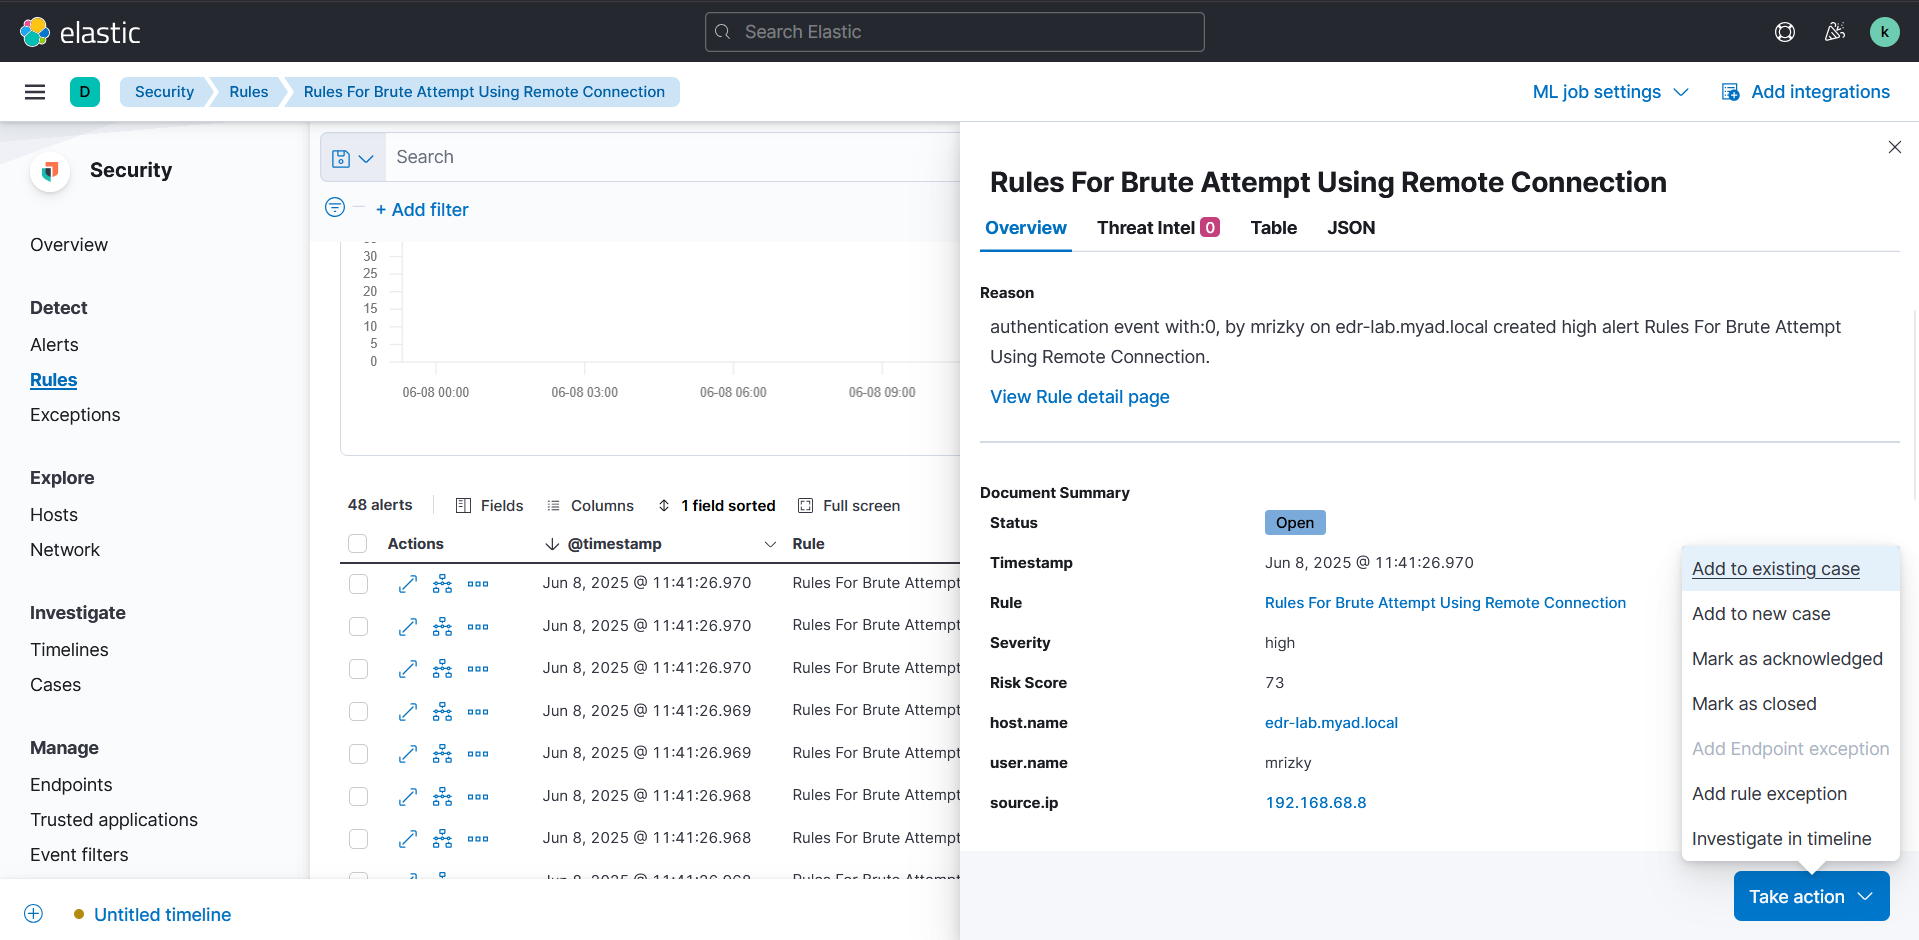 elastic
Search Elastic
k
D
Security
Rules
Rules For Brute Attempt Using Remote Connection
ML job settings
Add integrations
Security
Overview
Detect
Alerts
Rules
Exceptions
Explore
Hosts
Network
Investigate
Timelines
Cases
Manage
Endpoints
Trusted applications
Event filters
Search
+ Add filter
30
25
20
15
10
5
0
06-08 00:00
06-08 03:00
06-08 06:00
06-08 09:00
48 alerts
Fields
Columns
1 field sorted
Full screen
Actions
@timestamp
Rule
Jun 8, 2025 @ 11:41:26.970
Rules For Brute Attempt
Jun 8, 2025 @ 11:41:26.970
Rules For Brute Attempt
Jun 8, 2025 @ 11:41:26.970
Rules For Brute Attempt
Jun 8, 2025 @ 11:41:26.969
Rules For Brute Attempt
Jun 8, 2025 @ 11:41:26.969
Rules For Brute Attempt
Jun 8, 2025 @ 11:41:26.968
Rules For Brute Attempt
Jun 8, 2025 @ 11:41:26.968
Rules For Brute Attempt
Rules For Brute Attempt Using Remote Connection
Overview
Threat Intel 0
Table
JSON
Reason
authentication event with:0, by mrizky on edr-lab.myad.local created high alert Rules For Brute Attempt
Using Remote Connection.
View Rule detail page
Document Summary
Status Open
Timestamp Jun 8, 2025 @ 11:41:26.970
Rule Rules For Brute Attempt Using Remote Connection
Severity high
Risk Score 73
host.name edr-lab.myad.local
user.name mrizky
source.ip 192.168.68.8
Add to existing case
Add to new case
Mark as acknowledged
Mark as closed
Add Endpoint exception
Add rule exception
Investigate in timeline
Take action
Untitled timeline